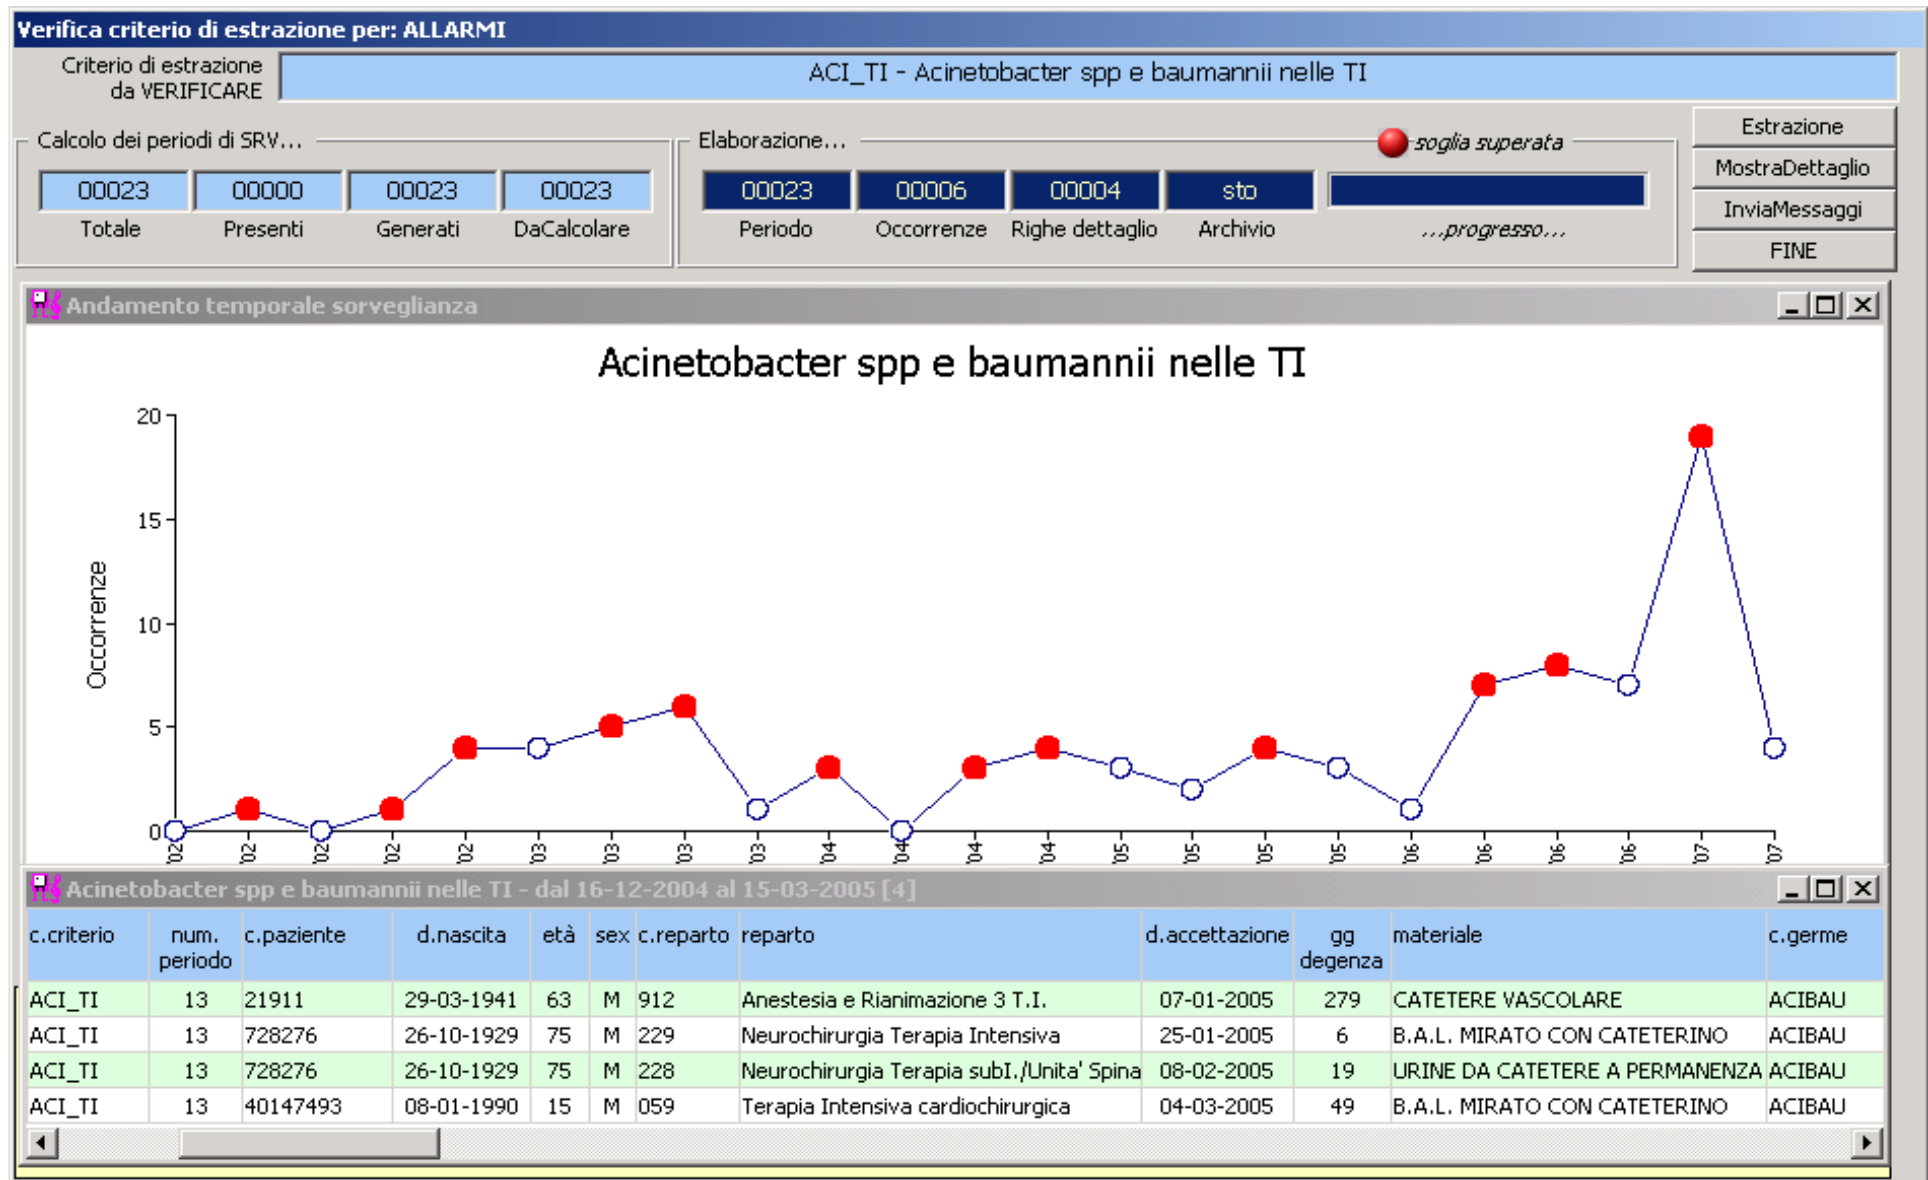 Verifica criterio di estrazione per: ALLARMI
Criterio di estrazione
da VERIFICARE
ACI_TI - Acinetobacter spp e baumannii nelle TI
Calcolo dei periodi di SRV...
00023 00000 00023 00023
Totale Presenti Generati DaCalcolare
Elaborazione...
soglia superata
00023 00006 00004 sto
Periodo Occorrenze Righe dettaglio Archivio ...progresso...
Estrazione
MostraDettaglio
InviaMessaggi
FINE
Andamento temporale sorveglianza
Acinetobacter spp e baumannii nelle TI
Occorrenze
20
15
10
5
0
'02 '02 '02 '02 '02 '03 '03 '03 '03 '04 '04 '04 '04 '05 '05 '05 '05 '06 '06 '06 '06 '07 '07
Acinetobacter spp e baumannii nelle TI - dal 16-12-2004 al 15-03-2005 [4]
c.criterio num. periodo c.paziente d.nascita età sex c.reparto reparto d.accettazione gg degenza materiale c.germe
ACI_TI 13 21911 29-03-1941 63 M 912 Anestesia e Rianimazione 3 T.I. 07-01-2005 279 CATETERE VASCOLARE ACIBAU
ACI_TI 13 728276 26-10-1929 75 M 229 Neurochirurgia Terapia Intensiva 25-01-2005 6 B.A.L. MIRATO CON CATETERINO ACIBAU
ACI_TI 13 728276 26-10-1929 75 M 228 Neurochirurgia Terapia subI./Unita' Spina 08-02-2005 19 URINE DA CATETERE A PERMANENZA ACIBAU
ACI_TI 13 40147493 08-01-1990 15 M 059 Terapia Intensiva cardiochirurgica 04-03-2005 49 B.A.L. MIRATO CON CATETERINO ACIBAU